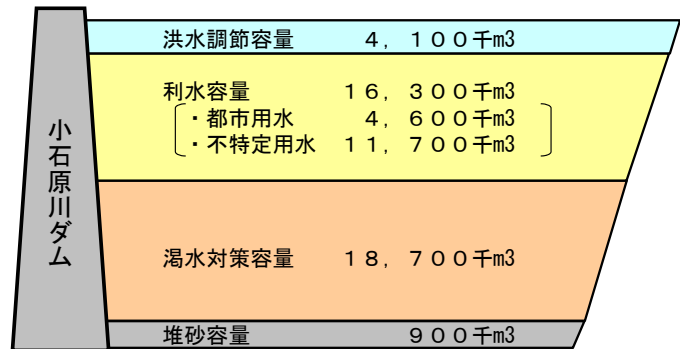 小石原川ダム
洪水調節容量　４，１００千m3
利水容量　１６，３００千m3
・都市用水　４，６００千m3
・不特定用水　１１，７００千m3
渇水対策容量　１８，７００千m3
堆砂容量　９００千m3